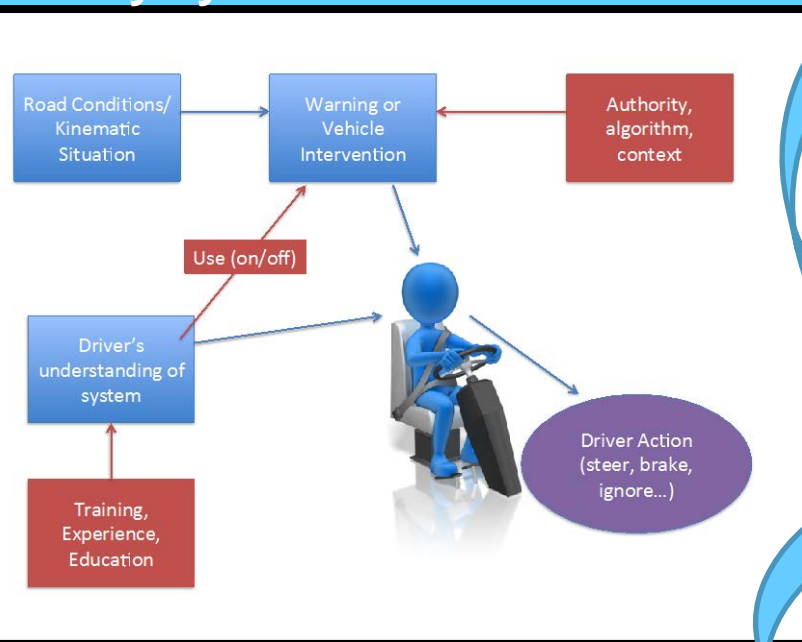 Road Conditions/
Kinematic
Situation
Warning or
Vehicle
Intervention
Authority,
algorithm,
context
Use (on/off)
Driver's
understanding of
system
Driver Action
(steer, brake,
ignore...)
Training,
Experience,
Education